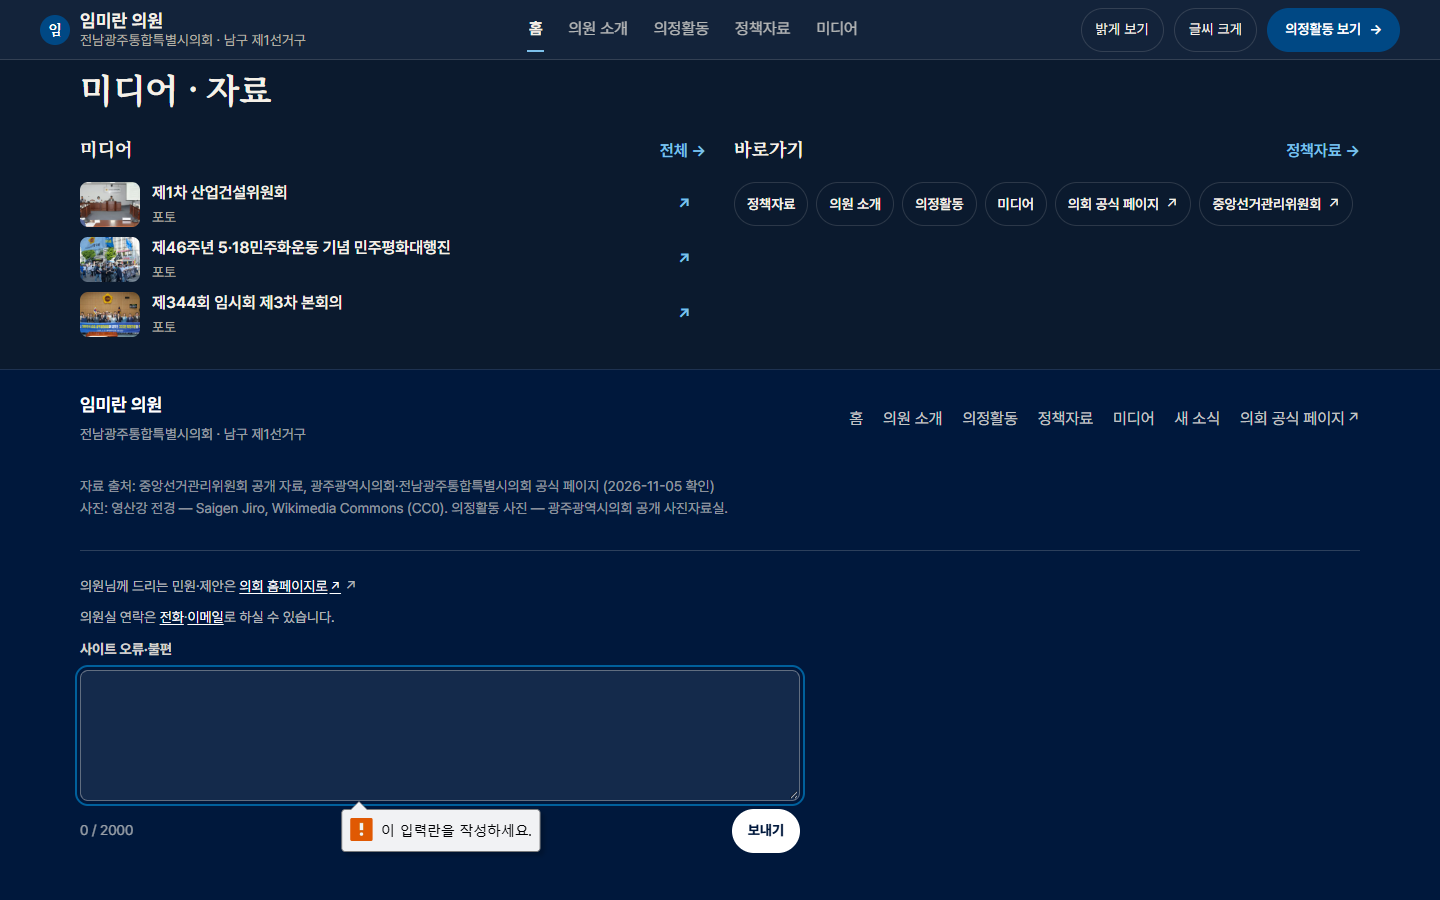 임
임미란 의원
전남광주통합특별시의회 · 남구 제1선거구
홈
의원 소개
의정활동
정책자료
미디어
밝게 보기
글씨 크게
의정활동 보기 →
미디어 · 자료
미디어
전체 →
제1차 산업건설위원회
포토
↗
제46주년 5·18민주화운동 기념 민주평화대행진
포토
↗
제344회 임시회 제3차 본회의
포토
↗
바로가기
정책자료 →
정책자료
의원 소개
의정활동
미디어
의회 공식 페이지 ↗
중앙선거관리위원회 ↗
임미란 의원
전남광주통합특별시의회 · 남구 제1선거구
홈
의원 소개
의정활동
정책자료
미디어
새 소식
의회 공식 페이지 ↗
자료 출처: 중앙선거관리위원회 공개 자료, 광주광역시의회·전남광주통합특별시의회 공식 페이지 (2026-11-05 확인)
사진: 영산강 전경 — Saigen Jiro, Wikimedia Commons (CC0). 의정활동 사진 — 광주광역시의회 공개 사진자료실.
의원님께 드리는 민원·제안은 의회 홈페이지로 ↗ ↗
의원실 연락은 전화·이메일로 하실 수 있습니다.
사이트 오류·불편
0 / 2000
이 입력란을 작성하세요.
보내기